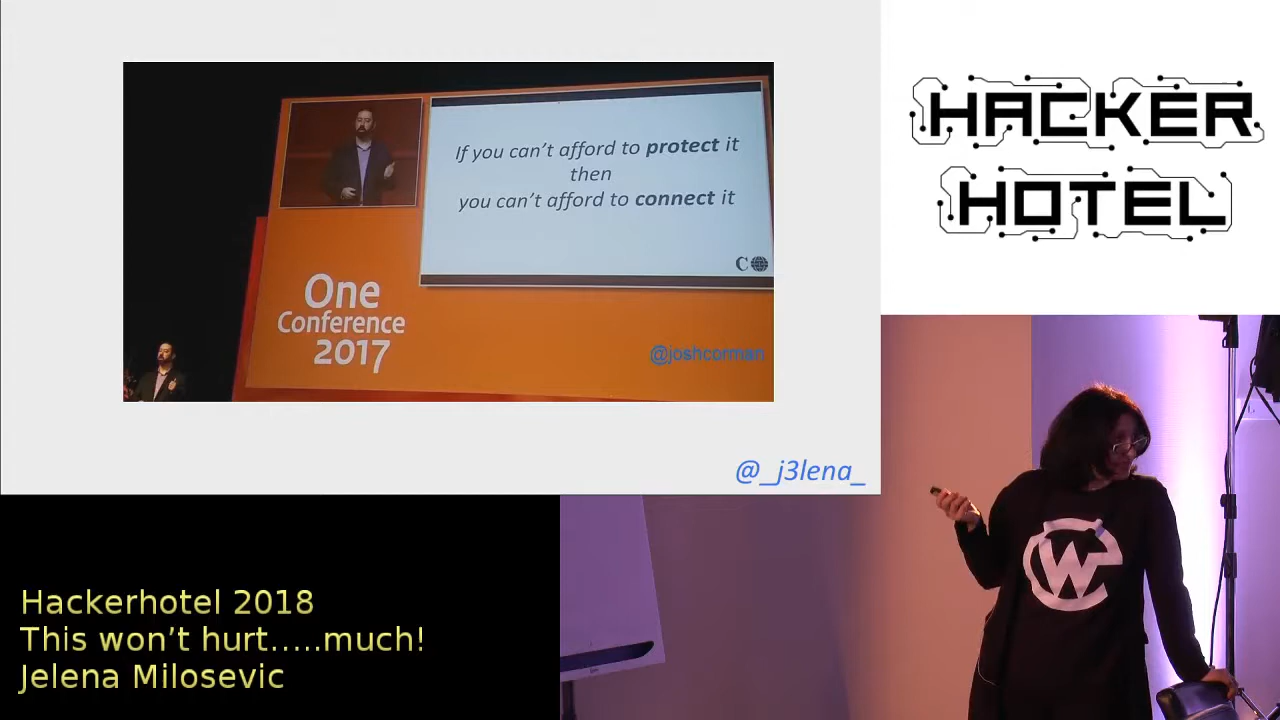 If you can't afford to protect it
then
you can't afford to connect it
C
One
Conference
2017
@joshcorman
@_j3lena_
HACKER
HOTEL
W
Hackerhotel 2018
This won't hurt.....much!
Jelena Milosevic